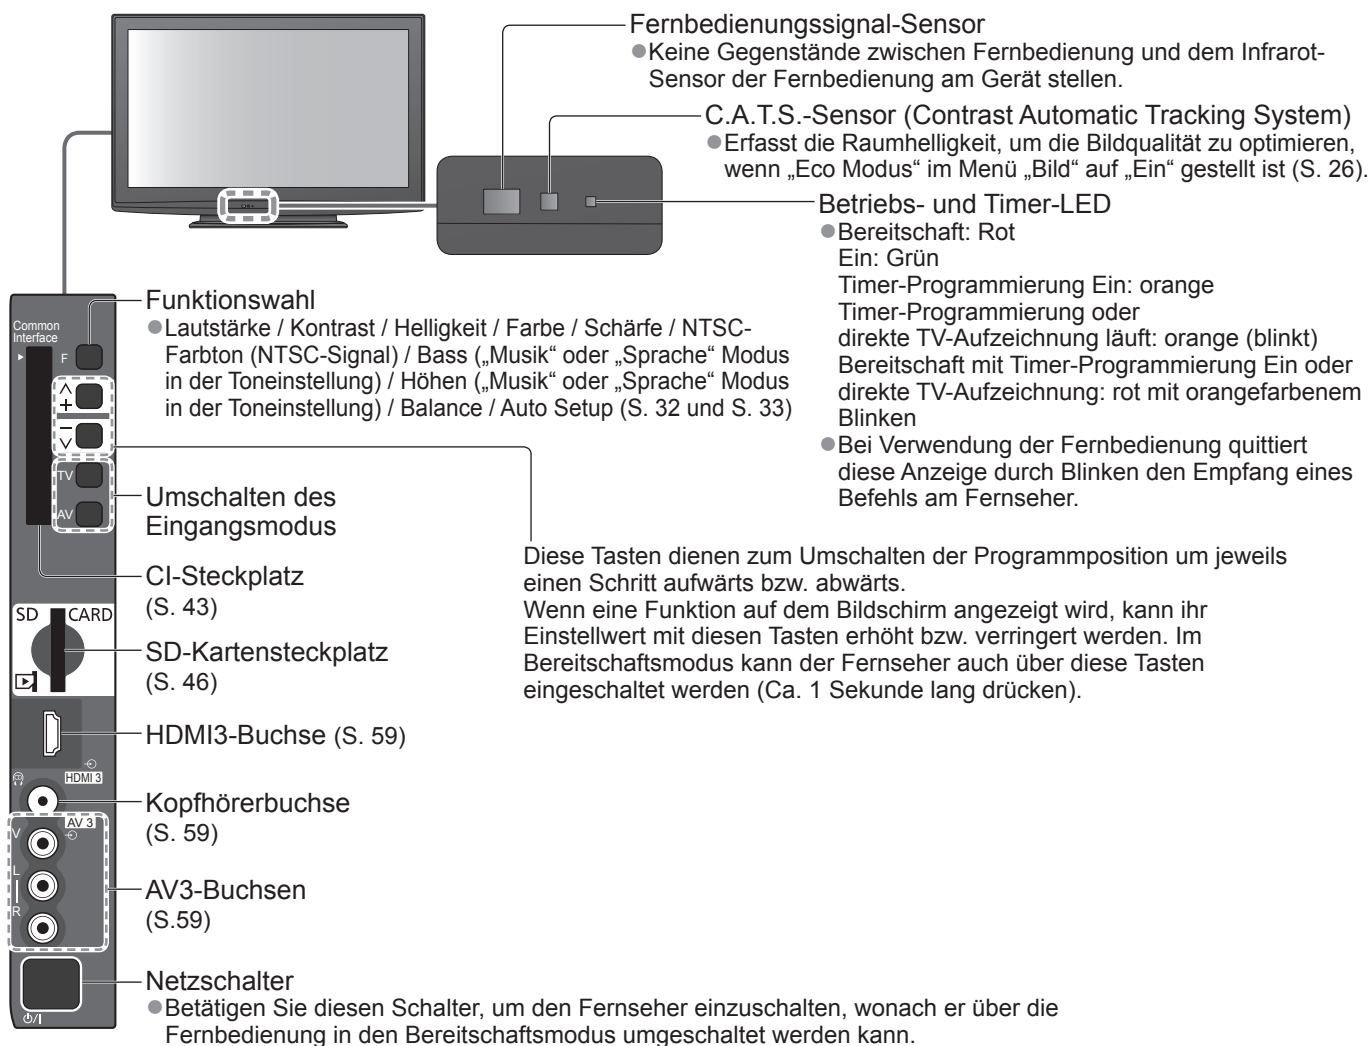 Fernbedienungssignal-Sensor
●Keine Gegenstände zwischen Fernbedienung und dem Infrarot-
Sensor der Fernbedienung am Gerät stellen.
C.A.T.S.-Sensor (Contrast Automatic Tracking System)
●Erfasst die Raumhelligkeit, um die Bildqualität zu optimieren,
wenn „Eco Modus“ im Menü „Bild“ auf „Ein“ gestellt ist (S. 26).
Betriebs- und Timer-LED
●Bereitschaft: Rot
Ein: Grün
Timer-Programmierung Ein: orange
Timer-Programmierung oder
direkte TV-Aufzeichnung läuft: orange (blinkt)
Bereitschaft mit Timer-Programmierung Ein oder
direkte TV-Aufzeichnung: rot mit orangefarbenem
Blinken
●Bei Verwendung der Fernbedienung quittiert
diese Anzeige durch Blinken den Empfang eines
Befehls am Fernseher.
Common
Interface
F
+
−
TV
AV
Funktionswahl
●Lautstärke / Kontrast / Helligkeit / Farbe / Schärfe / NTSC-
Farbton (NTSC-Signal) / Bass („Musik“ oder „Sprache“ Modus
in der Toneinstellung) / Höhen („Musik“ oder „Sprache“ Modus
in der Toneinstellung) / Balance / Auto Setup (S. 32 und S. 33)
Umschalten des
Eingangsmodus
Diese Tasten dienen zum Umschalten der Programmposition um jeweils
einen Schritt aufwärts bzw. abwärts.
Wenn eine Funktion auf dem Bildschirm angezeigt wird, kann ihr
Einstellwert mit diesen Tasten erhöht bzw. verringert werden. Im
Bereitschaftsmodus kann der Fernseher auch über diese Tasten
eingeschaltet werden (Ca. 1 Sekunde lang drücken).
CI-Steckplatz
(S. 43)
SD CARD
SD-Kartensteckplatz
(S. 46)
HDMI3-Buchse (S. 59)
HDMI 3
Kopfhörerbuchse
(S. 59)
AV 3
V
L
R
AV3-Buchsen
(S.59)
Netzschalter
●Betätigen Sie diesen Schalter, um den Fernseher einzuschalten, wonach er über die
Fernbedienung in den Bereitschaftsmodus umgeschaltet werden kann.